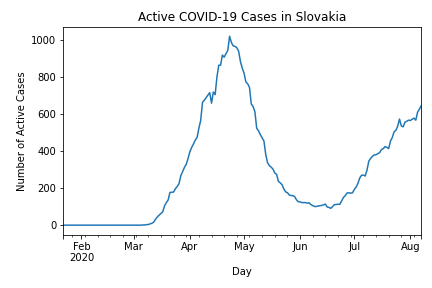 Active COVID-19 Cases in Slovakia
1000
800
600
400
200
0
Number of Active Cases
Feb Mar Apr May Jun Jul Aug
2020
Day